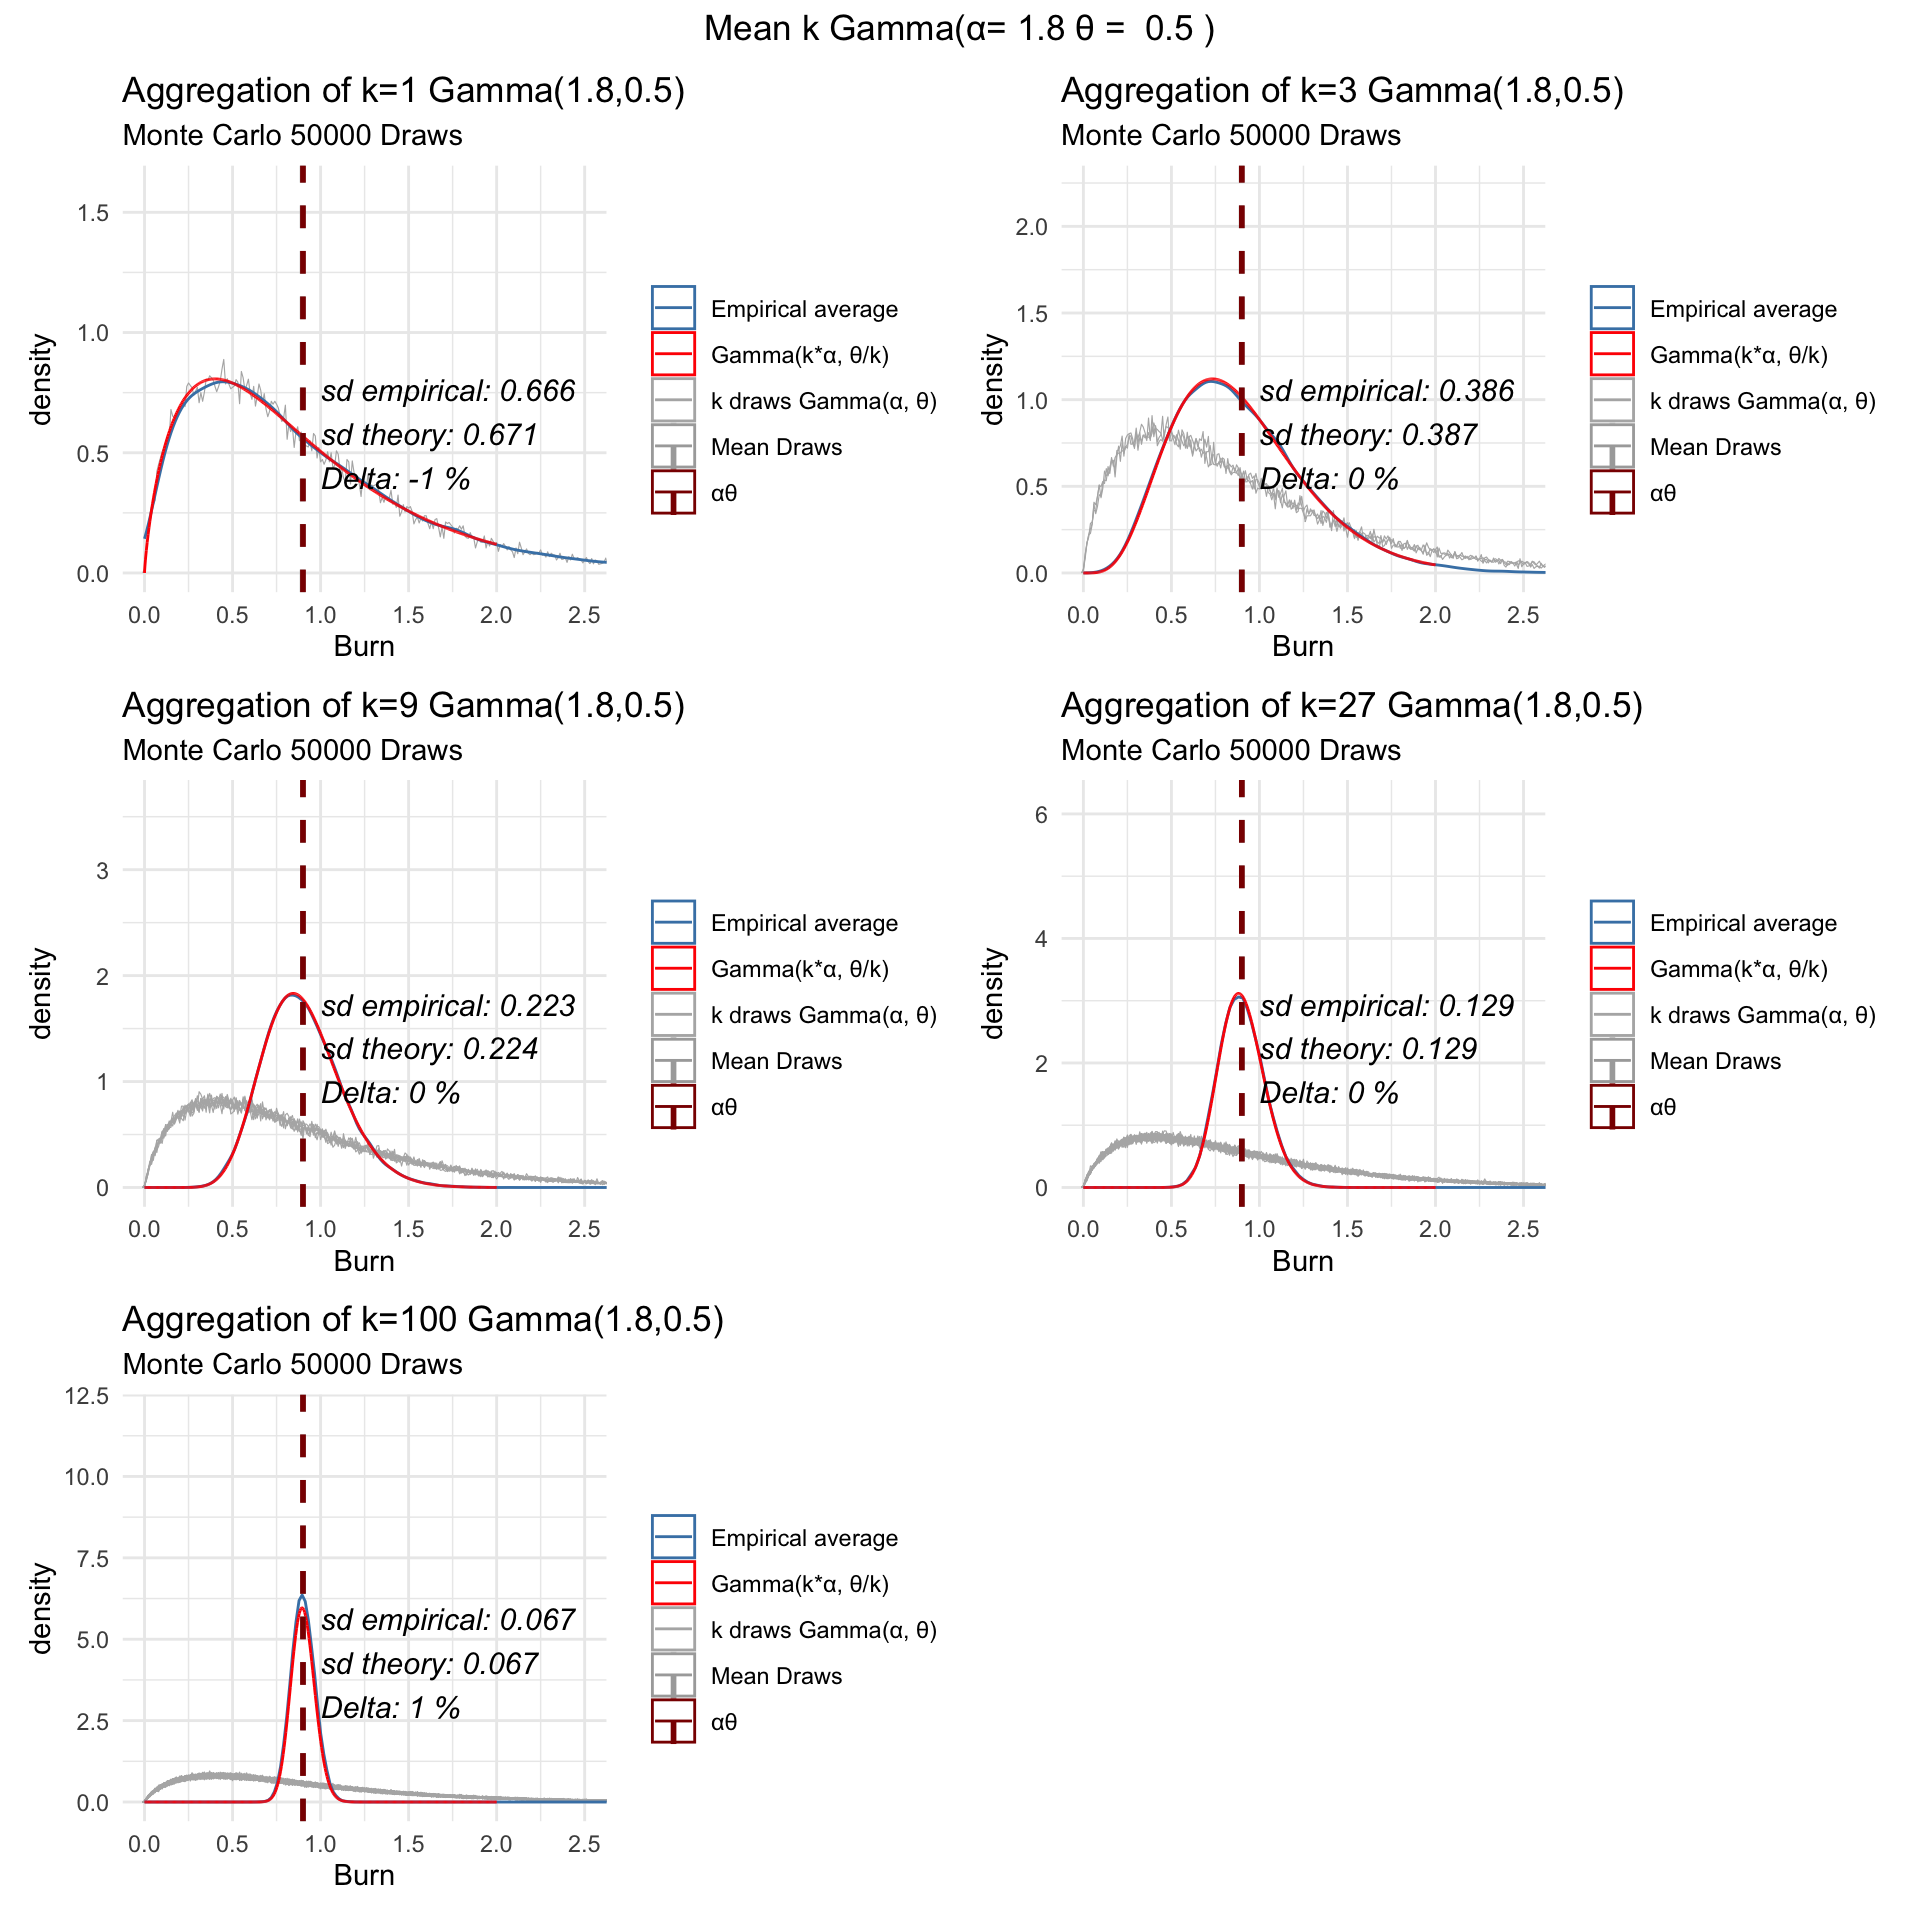 Mean k Gamma(α= 1.8 θ =  0.5 )
Aggregation of k=1 Gamma(1.8,0.5)
Monte Carlo 50000 Draws
density
1.5
1.0
0.5
0.0
sd empirical: 0.666
sd theory: 0.671
Delta: -1 %
0.0 0.5 1.0 1.5 2.0 2.5
Burn
Empirical average
Gamma(k*α, θ/k)
k draws Gamma(α, θ)
Mean Draws
αθ
Aggregation of k=3 Gamma(1.8,0.5)
Monte Carlo 50000 Draws
density
2.0
1.5
1.0
0.5
0.0
sd empirical: 0.386
sd theory: 0.387
Delta: 0 %
0.0 0.5 1.0 1.5 2.0 2.5
Burn
Empirical average
Gamma(k*α, θ/k)
k draws Gamma(α, θ)
Mean Draws
αθ
Aggregation of k=9 Gamma(1.8,0.5)
Monte Carlo 50000 Draws
density
3
2
1
0
sd empirical: 0.223
sd theory: 0.224
Delta: 0 %
0.0 0.5 1.0 1.5 2.0 2.5
Burn
Empirical average
Gamma(k*α, θ/k)
k draws Gamma(α, θ)
Mean Draws
αθ
Aggregation of k=27 Gamma(1.8,0.5)
Monte Carlo 50000 Draws
density
6
4
2
0
sd empirical: 0.129
sd theory: 0.129
Delta: 0 %
0.0 0.5 1.0 1.5 2.0 2.5
Burn
Empirical average
Gamma(k*α, θ/k)
k draws Gamma(α, θ)
Mean Draws
αθ
Aggregation of k=100 Gamma(1.8,0.5)
Monte Carlo 50000 Draws
density
12.5
10.0
7.5
5.0
2.5
0.0
sd empirical: 0.067
sd theory: 0.067
Delta: 1 %
0.0 0.5 1.0 1.5 2.0 2.5
Burn
Empirical average
Gamma(k*α, θ/k)
k draws Gamma(α, θ)
Mean Draws
αθ